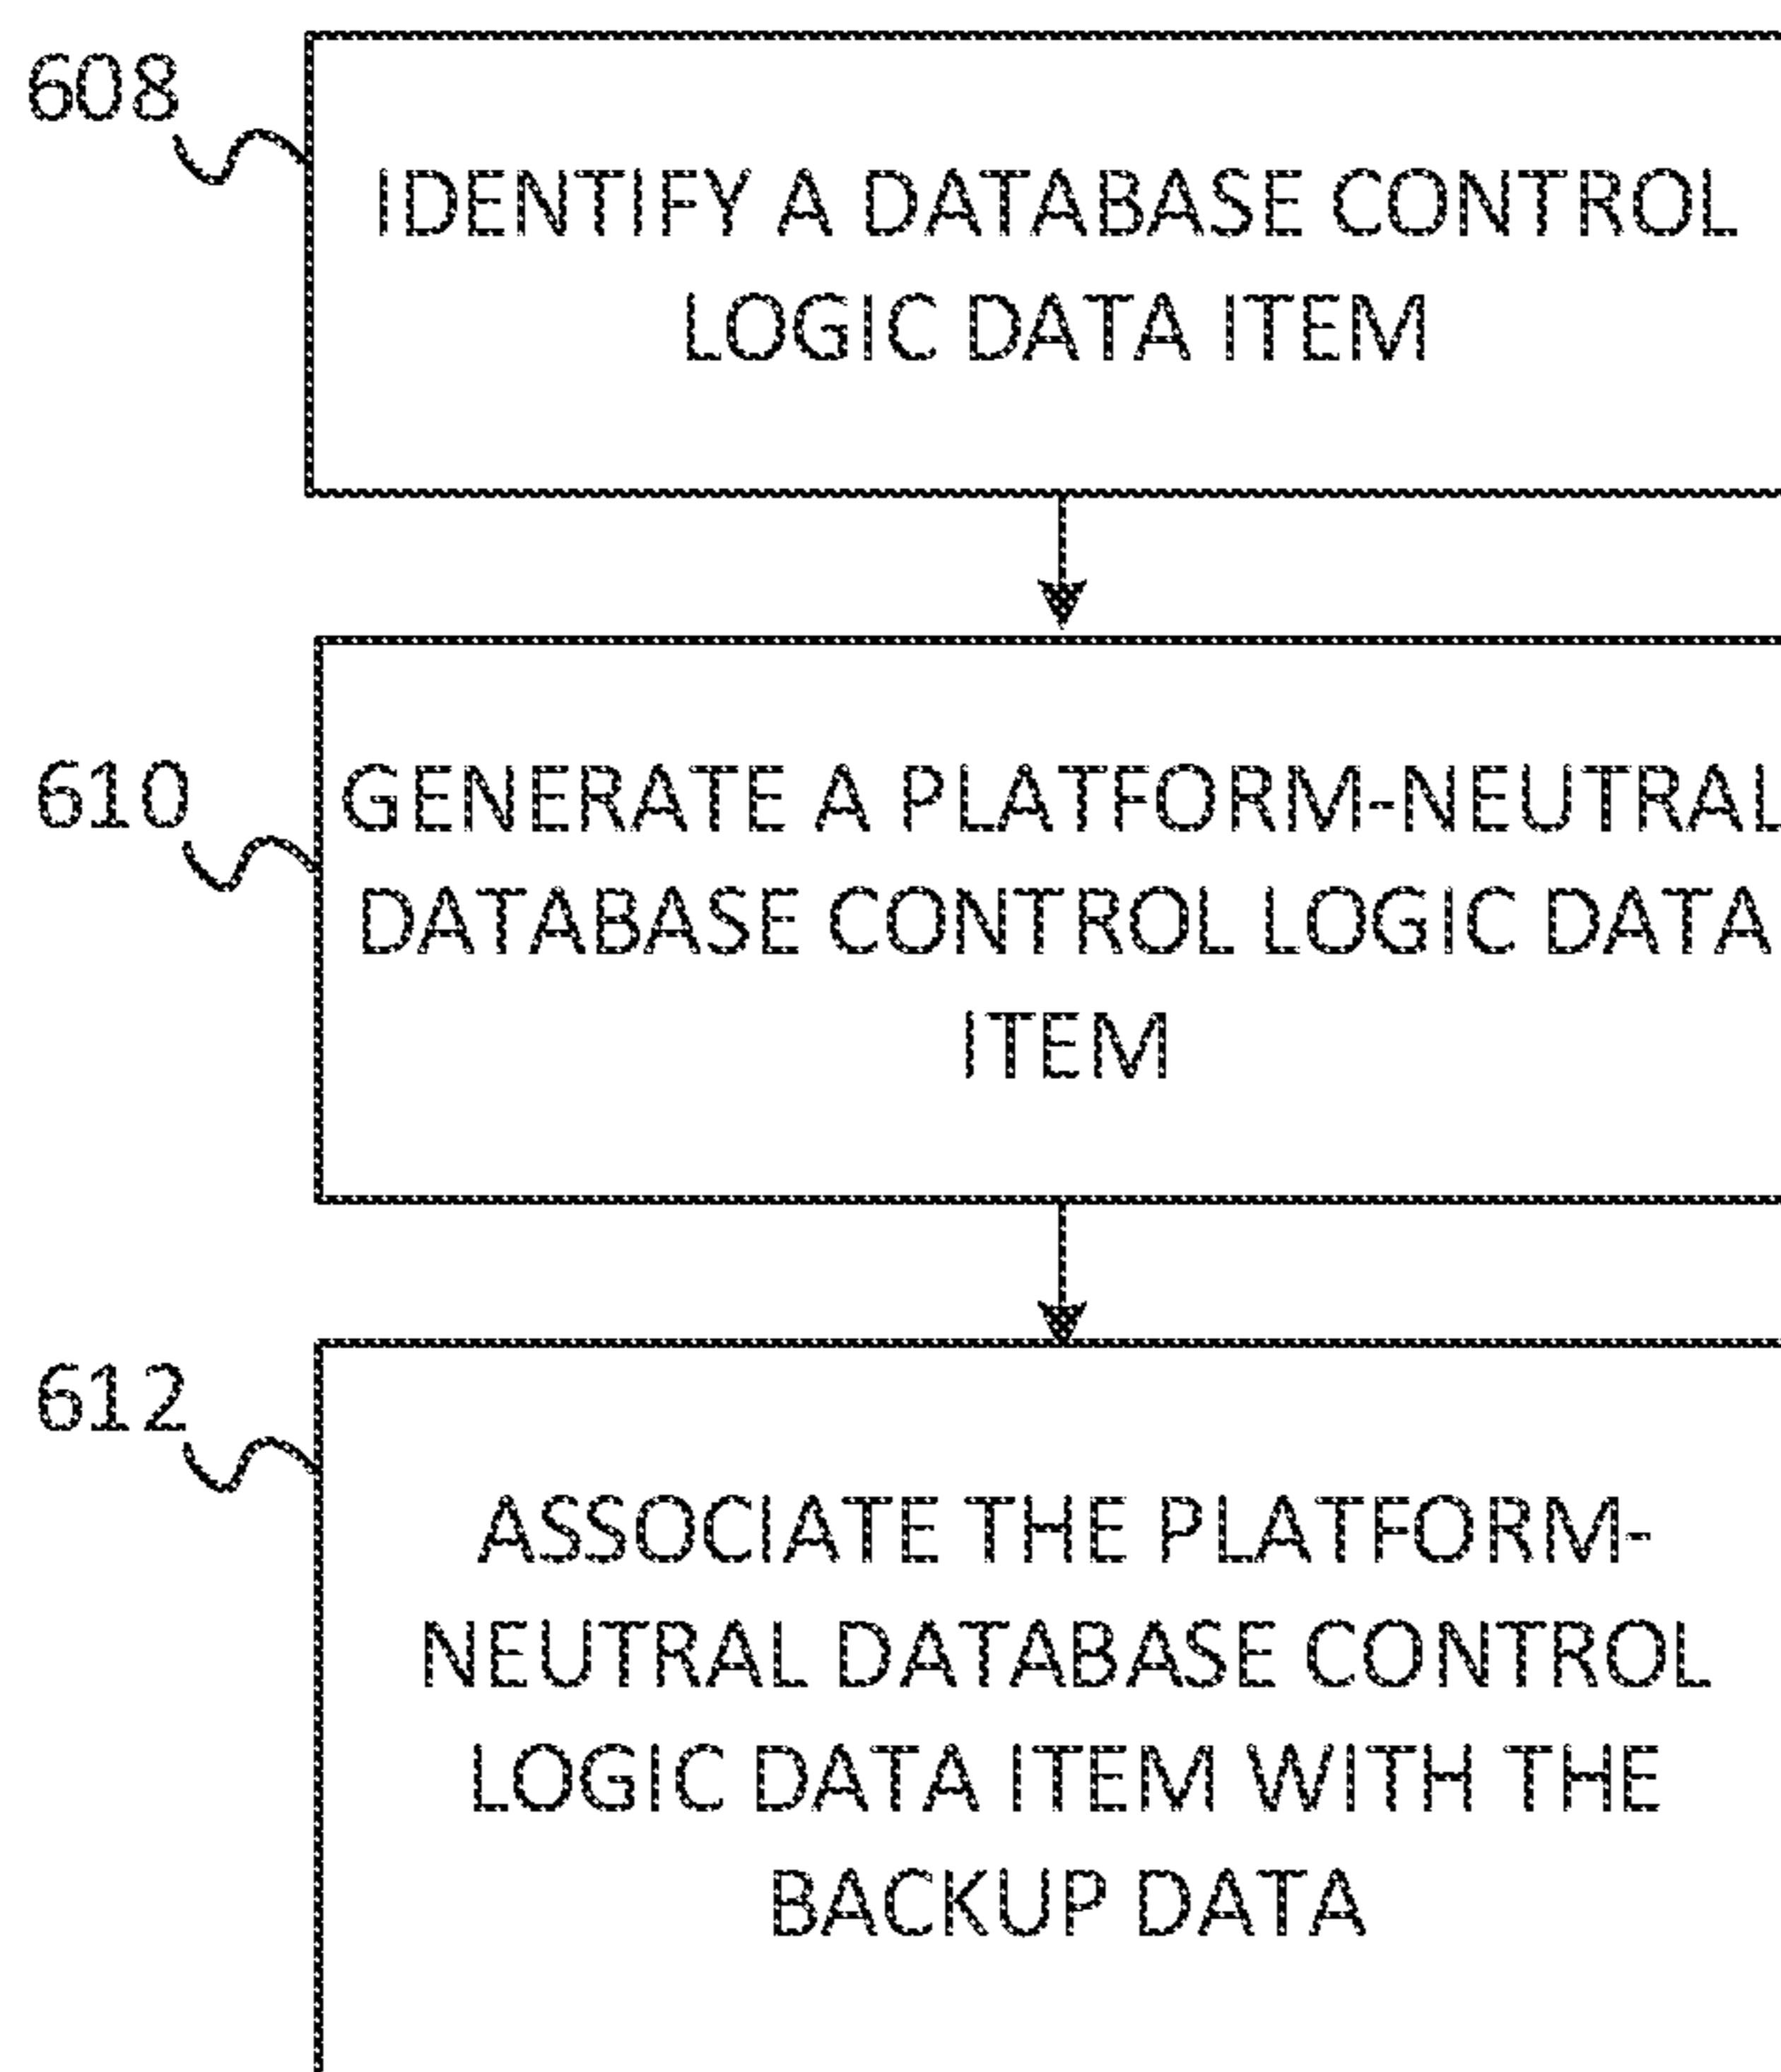 608
IDENTIFY A DATABASE CONTROL
LOGIC DATA ITEM
610
GENERATE A PLATFORM-NEUTRAL
DATABASE CONTROL LOGIC DATA
ITEM
612
ASSOCIATE THE PLATFORM-
NEUTRAL DATABASE CONTROL
LOGIC DATA ITEM WITH THE
BACKUP DATA